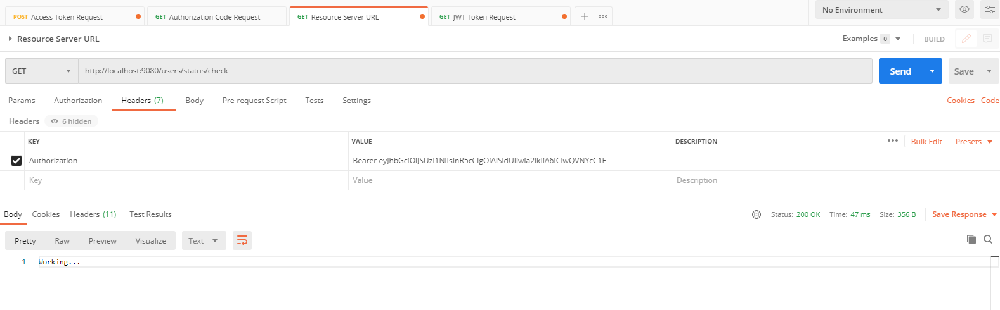 POST Access Token Request
GET Authorization Code Request
GET Resource Server URL
GET JWT Token Request
No Environment
Resource Server URL
Examples 0
BUILD
GET
http://localhost:9080/users/status/check
Send
Save
Params Authorization Headers (7) Body Pre-request Script Tests Settings
Cookies Code
Headers 6 hidden
KEY VALUE DESCRIPTION
Bulk Edit Presets
Authorization Bearer eyJhbGciOiJSUzI1NiIsInR5cCIgOiAiSldUIiwia2lkIiA6ICIwQVNYcC1E
Key Value Description
Body Cookies Headers (11) Test Results
Status: 200 OK Time: 47 ms Size: 356 B Save Response
Pretty Raw Preview Visualize Text
1 Working...